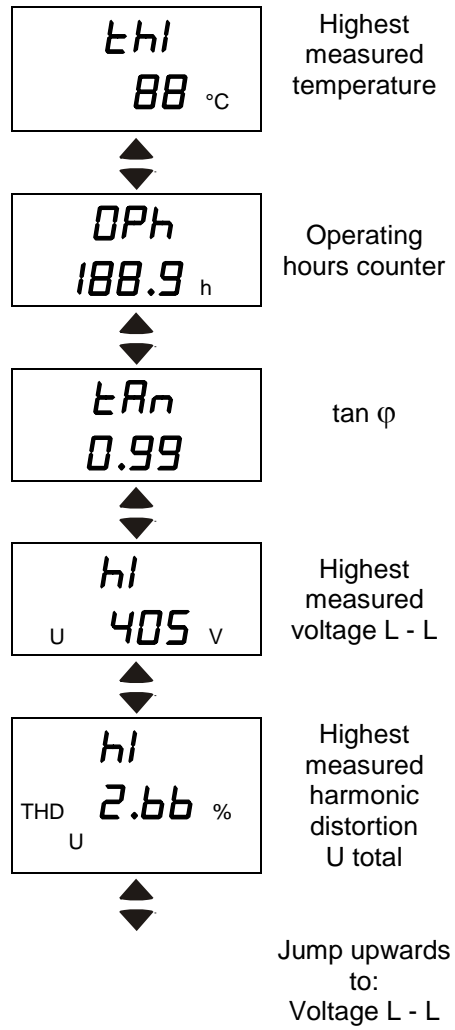 thI
88 °C
Highest
measured
temperature
OPh
188.9 h
Operating
hours counter
tAn
0.99
tan φ
hI
U 405 V
Highest
measured
voltage L - L
hI
THD 2.66 %
U
Highest
measured
harmonic
distortion
U total
Jump upwards
to:
Voltage L - L